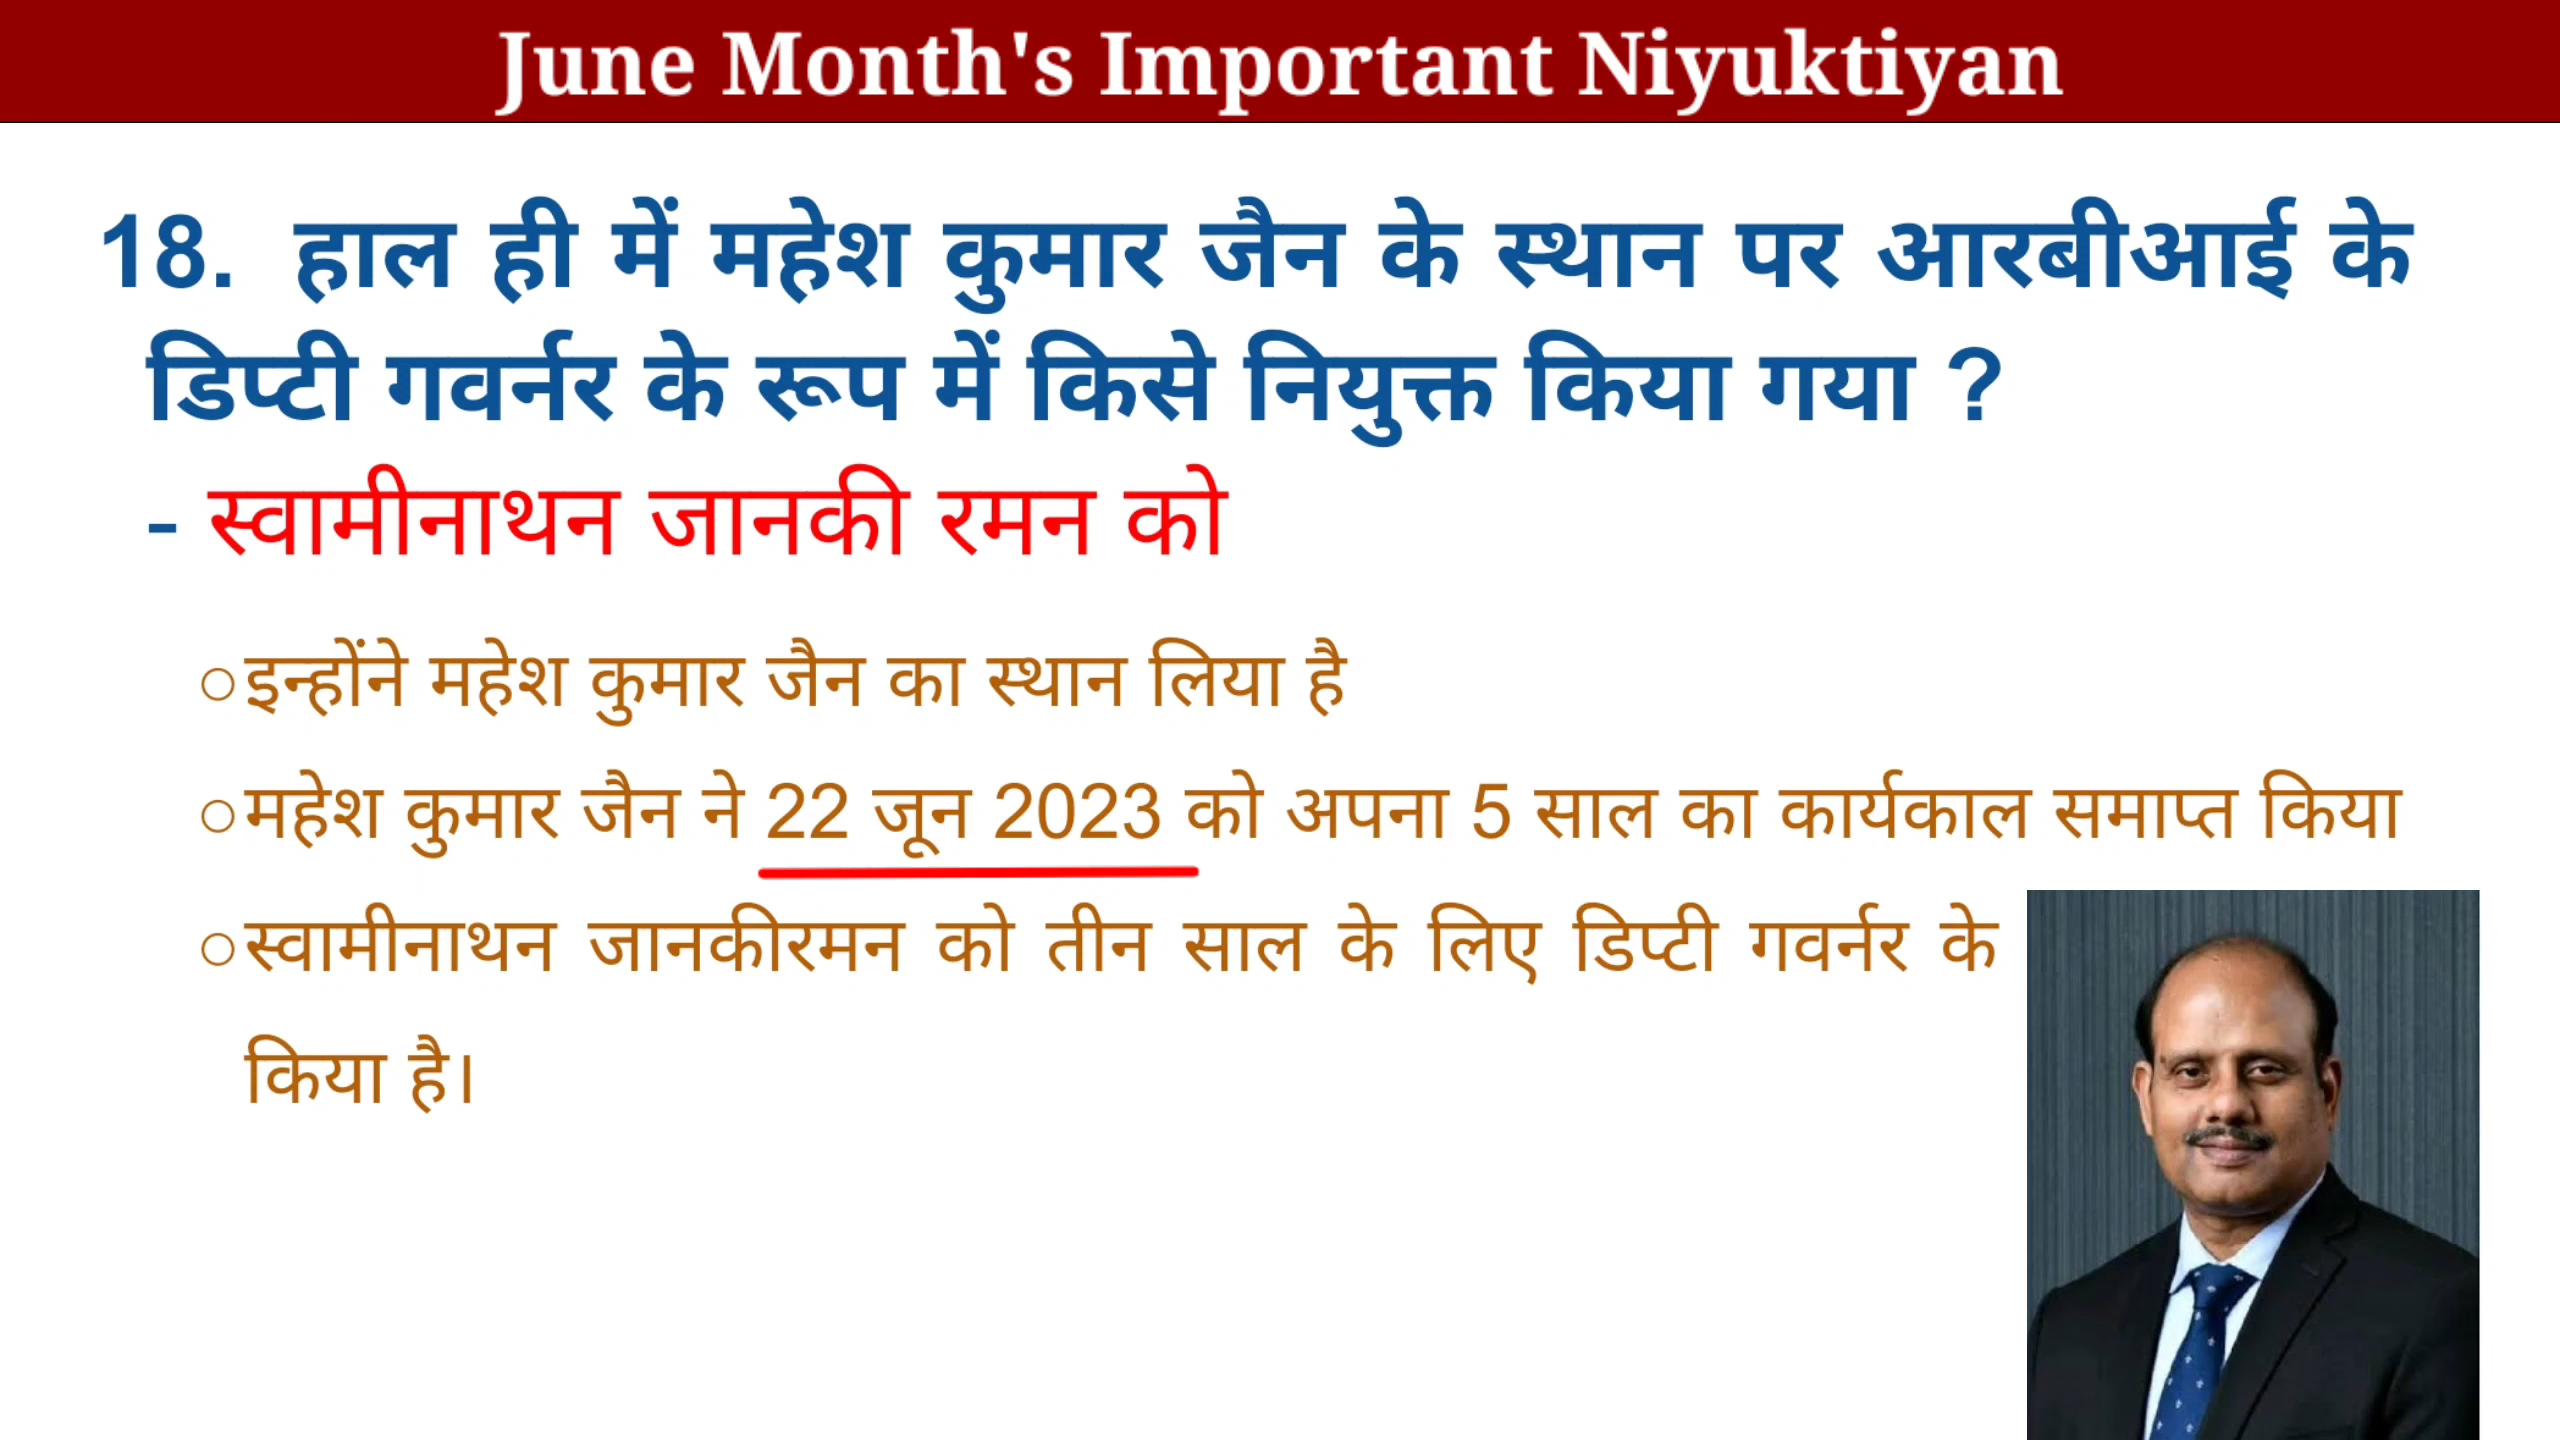 June Month's Important Niyuktiyan
18. हाल ही में महेश कुमार जैन के स्थान पर आरबीआई के
डिप्टी गवर्नर के रूप में किसे नियुक्त किया गया ?
- स्वामीनाथन जानकी रमन को
○इन्होंने महेश कुमार जैन का स्थान लिया है
○महेश कुमार जैन ने 22 जून 2023 को अपना 5 साल का कार्यकाल समाप्त किया
○स्वामीनाथन जानकीरमन को तीन साल के लिए डिप्टी गवर्नर के
किया है।